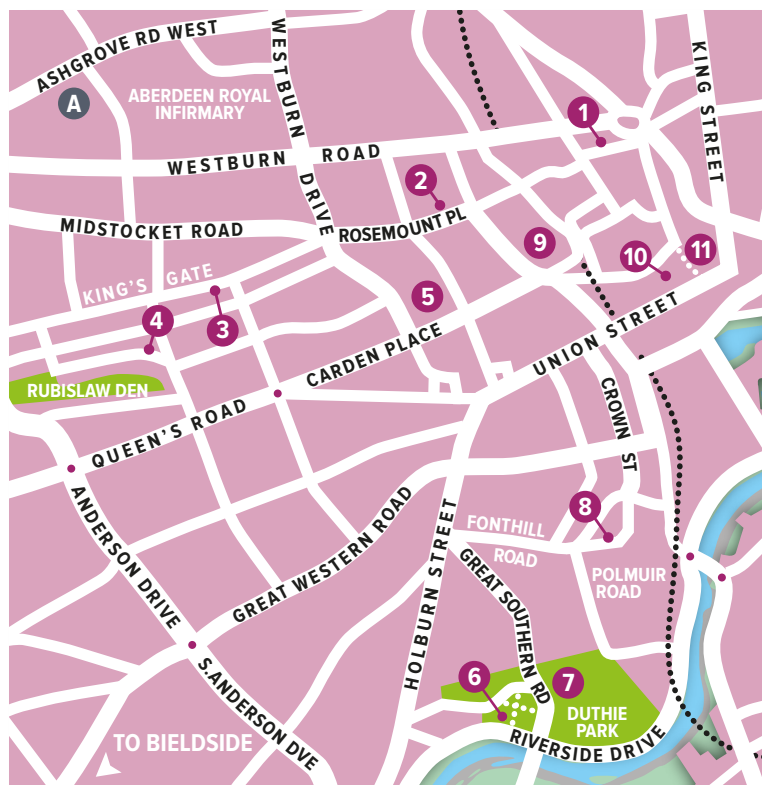 ASHGROVE RD WEST
WESTBURN
DRIVE
KING STREET
A
ABERDEEN ROYAL
INFIRMARY
1
WESTBURN ROAD
2
MIDSTOCKET ROAD
ROSEMOUNT PL
9
10
11
KING'S GATE
5
4
3
UNION STREET
CARDEN PLACE
RUBISLAW DEN
CROWN ST
QUEEN'S ROAD
ANDERSON DRIVE
GREAT WESTERN ROAD
HOLBURN STREET
8
FONTHILL
ROAD
POLMUIR
ROAD
GREAT SOUTHERN RD
S.ANDERSON DVE
6
7
DUTHIE
PARK
RIVERSIDE DRIVE
TO BIELDSIDE